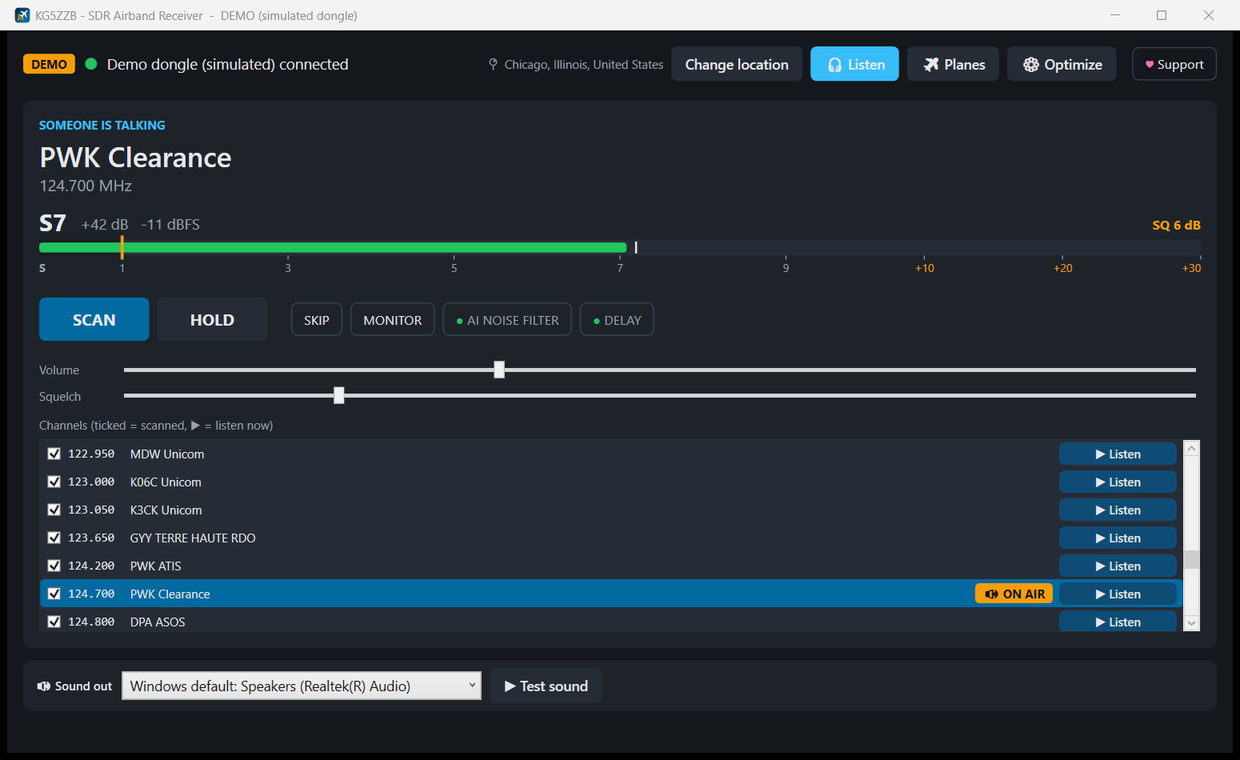 KG5ZZB - SDR Airband Receiver - DEMO (simulated dongle)
DEMO Demo dongle (simulated) connected Chicago, Illinois, United States Change location Listen Planes Optimize Support
SOMEONE IS TALKING
PWK Clearance
124.700 MHz
S7 +42 dB -11 dBFS SQ 6 dB
S 1 3 5 7 9 +10 +20 +30
SCAN HOLD SKIP MONITOR AI NOISE FILTER DELAY
Volume
Squelch
Channels (ticked = scanned, ▶ = listen now)
122.950 MDW Unicom ▶ Listen
123.000 K06C Unicom ▶ Listen
123.050 K3CK Unicom ▶ Listen
123.650 GYY TERRE HAUTE RDO ▶ Listen
124.200 PWK ATIS ▶ Listen
124.700 PWK Clearance ON AIR ▶ Listen
124.800 DPA ASOS ▶ Listen
Sound out Windows default: Speakers (Realtek(R) Audio) ▶ Test sound